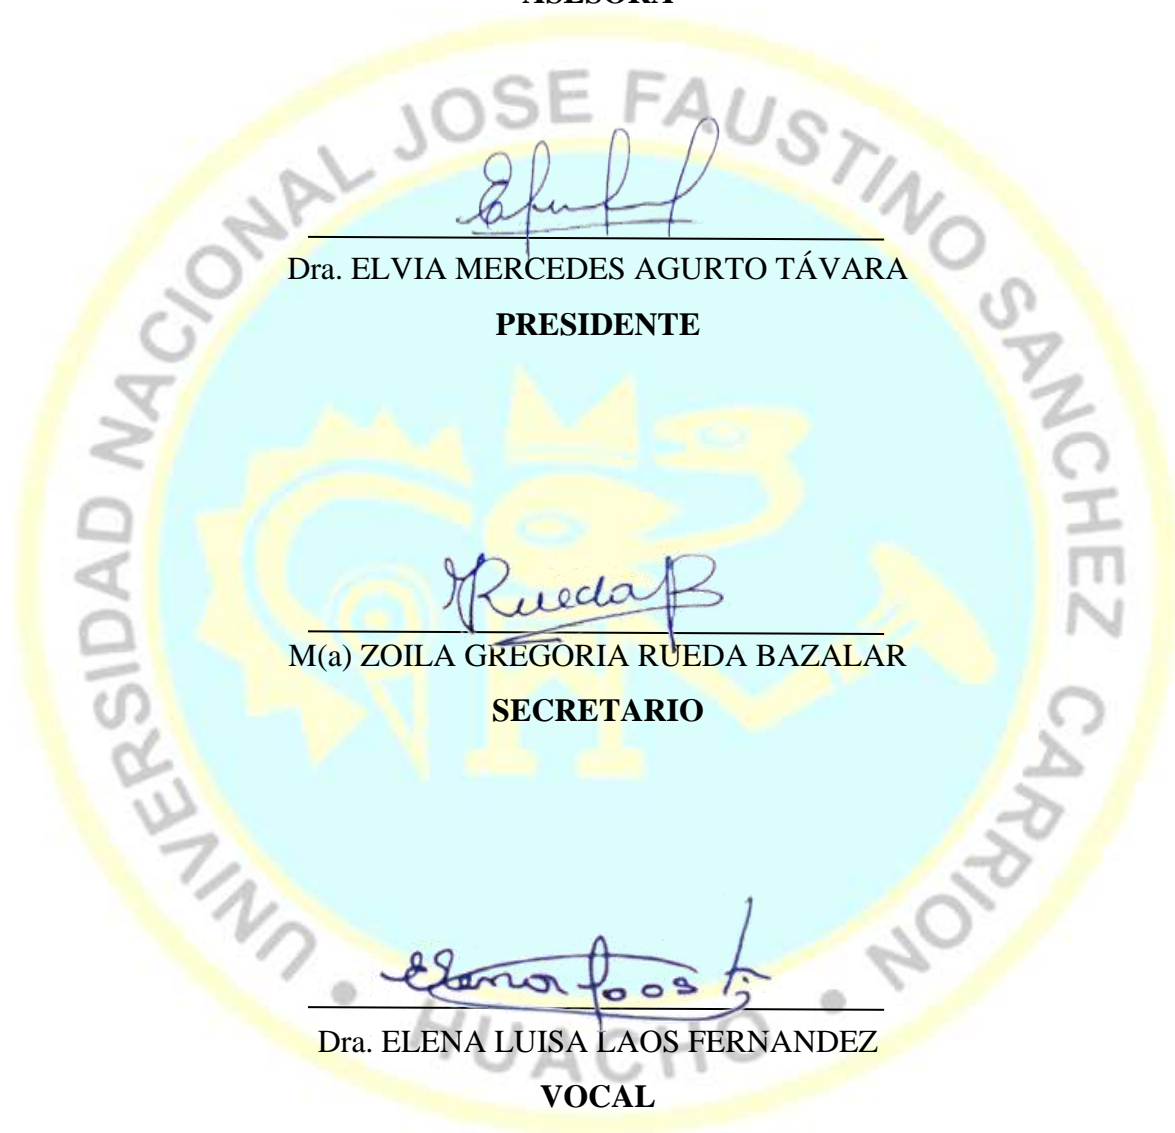 ASESORA
UNIVERSIDAD NACIONAL JOSE FAUSTINO SANCHEZ CARRION
• HUACHO •
Dra. ELVIA MERCEDES AGURTO TÁVARA
PRESIDENTE
Rueda B
M(a) ZOILA GREGORIA RUEDA BAZALAR
SECRETARIO
Dra. ELENA LUISA LAOS FERNANDEZ
VOCAL